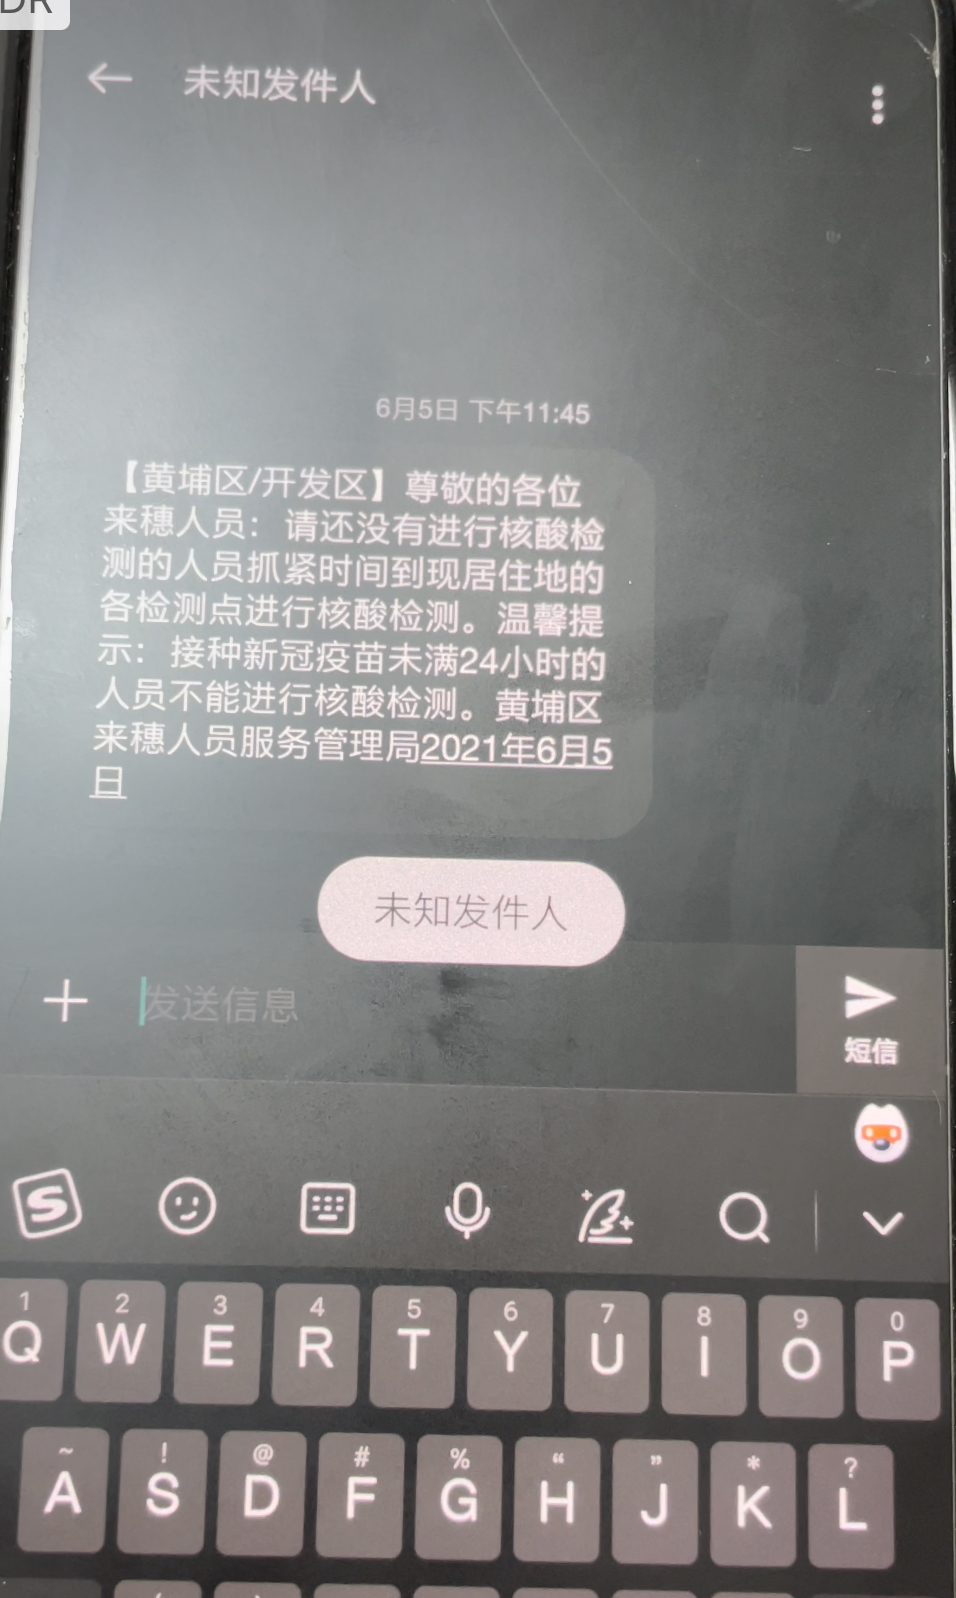 DR
未知发件人
6月5日 下午11:45
【黄埔区/开发区】尊敬的各位
来穗人员：请还没有进行核酸检
测的人员抓紧时间到现居住地的
各检测点进行核酸检测。温馨提
示：接种新冠疫苗未满24小时的
人员不能进行核酸检测。黄埔区
来穗人员服务管理局2021年6月5
日
未知发件人
发送信息
短信
S
1 2 3 4 5 6 7 8 9 0
Q W E R T Y U I O P
~ ! @ # % “ ” * ?
A S D F G H J K L